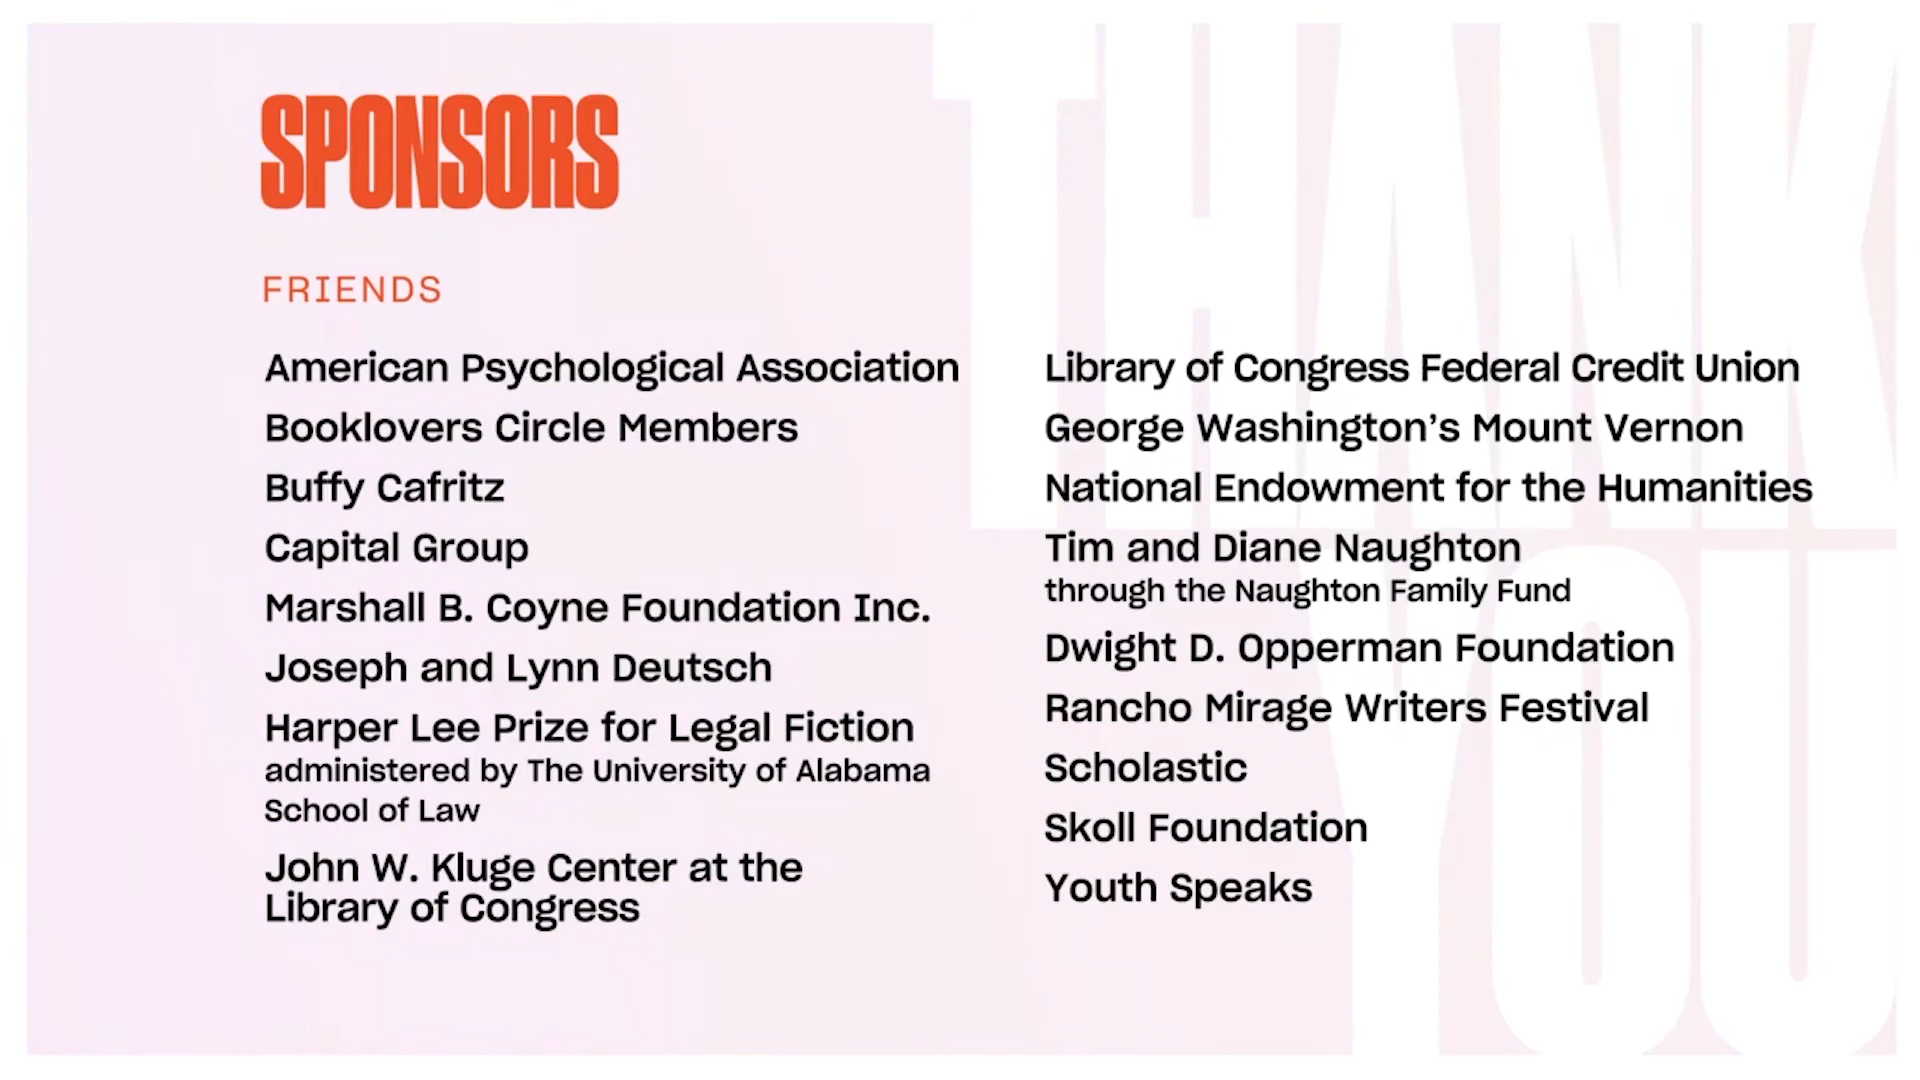 THANK
YOU
SPONSORS
FRIENDS
American Psychological Association
Booklovers Circle Members
Buffy Cafritz
Capital Group
Marshall B. Coyne Foundation Inc.
Joseph and Lynn Deutsch
Harper Lee Prize for Legal Fiction
administered by The University of Alabama
School of Law
John W. Kluge Center at the
Library of Congress
Library of Congress Federal Credit Union
George Washington’s Mount Vernon
National Endowment for the Humanities
Tim and Diane Naughton
through the Naughton Family Fund
Dwight D. Opperman Foundation
Rancho Mirage Writers Festival
Scholastic
Skoll Foundation
Youth Speaks